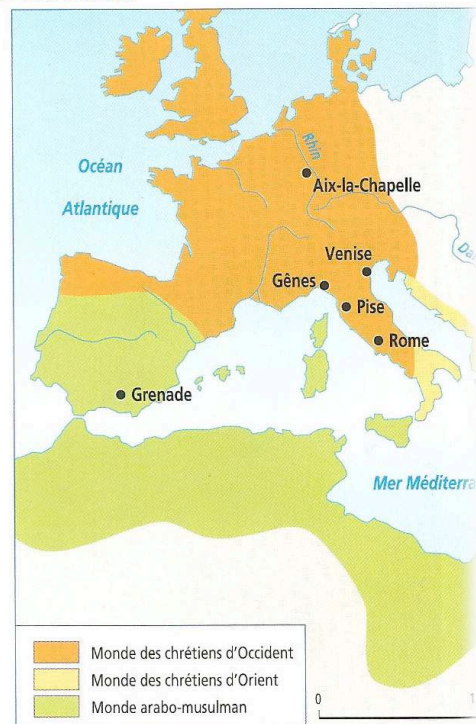 Océan
Atlantique
Rhin
Aix-la-Chapelle
Venise
Gênes
Pise
Rome
Grenade
Mer Méditerra
Monde des chrétiens d'Occident
Monde des chrétiens d'Orient
Monde arabo-musulman
0
1